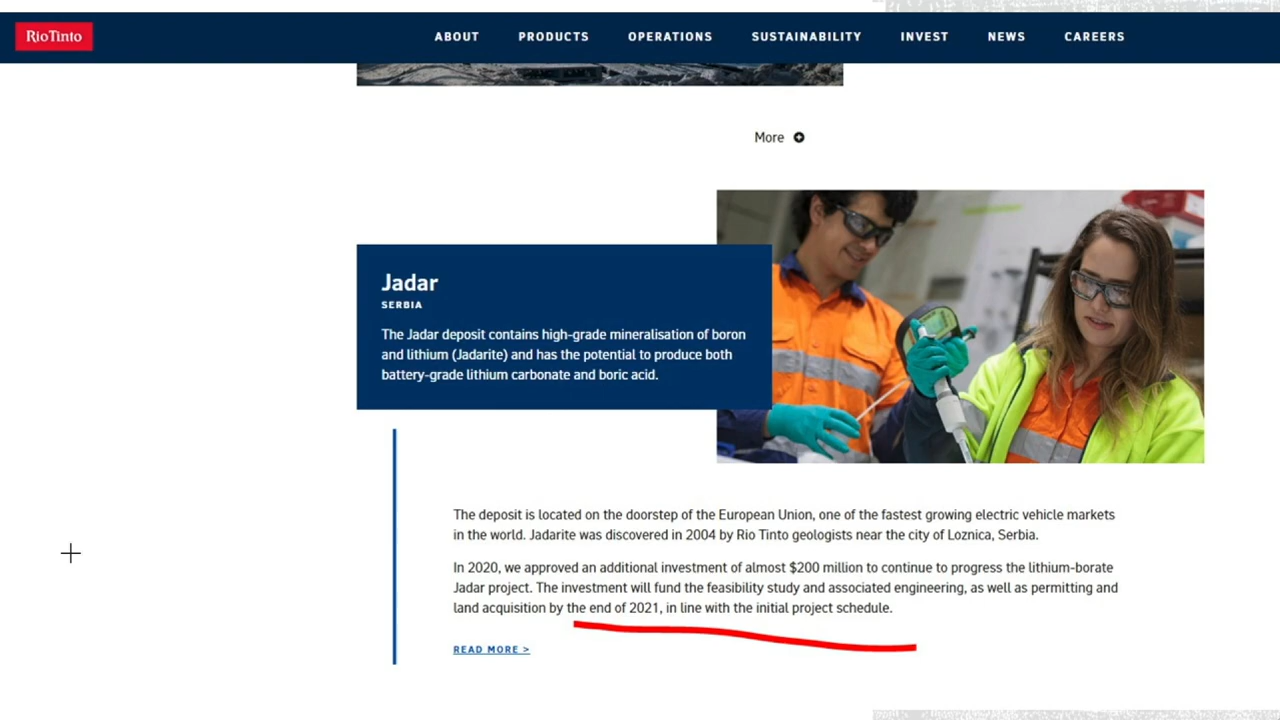 RioTinto
ABOUT PRODUCTS OPERATIONS SUSTAINABILITY INVEST NEWS CAREERS
More
Jadar
SERBIA
The Jadar deposit contains high-grade mineralisation of boron
and lithium (Jadarite) and has the potential to produce both
battery-grade lithium carbonate and boric acid.
The deposit is located on the doorstep of the European Union, one of the fastest growing electric vehicle markets
in the world. Jadarite was discovered in 2004 by Rio Tinto geologists near the city of Loznica, Serbia.
In 2020, we approved an additional investment of almost $200 million to continue to progress the lithium-borate
Jadar project. The investment will fund the feasibility study and associated engineering, as well as permitting and
land acquisition by the end of 2021, in line with the initial project schedule.
READ MORE >